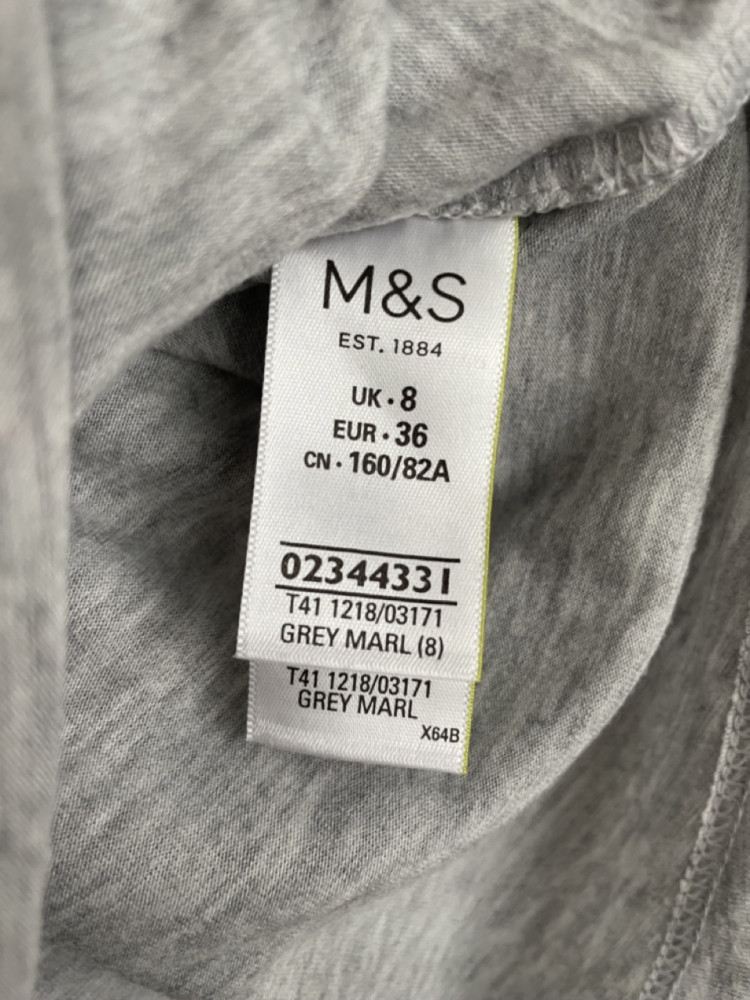 M&S
EST. 1884
UK · 8
EUR · 36
CN · 160/82A
02344331
T41 1218/03171
GREY MARL (8)
T41 1218/03171
GREY MARL
X64B